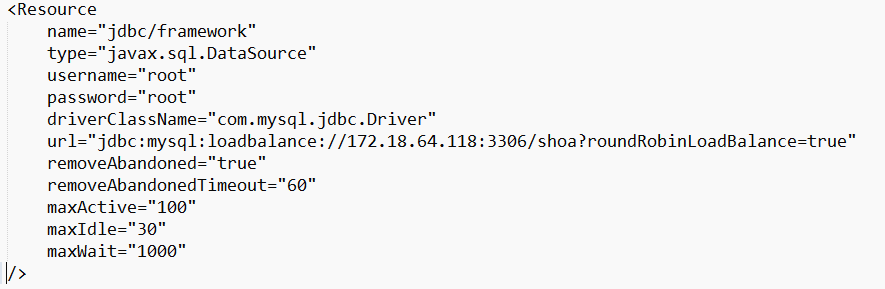 <Resource
name="jdbc/framework"
type="javax.sql.DataSource"
username="root"
password="root"
driverClassName="com.mysql.jdbc.Driver"
url="jdbc:mysql:loadbalance://172.18.64.118:3306/shoa?roundRobinLoadBalance=true"
removeAbandoned="true"
removeAbandonedTimeout="60"
maxActive="100"
maxIdle="30"
maxWait="1000"
/>